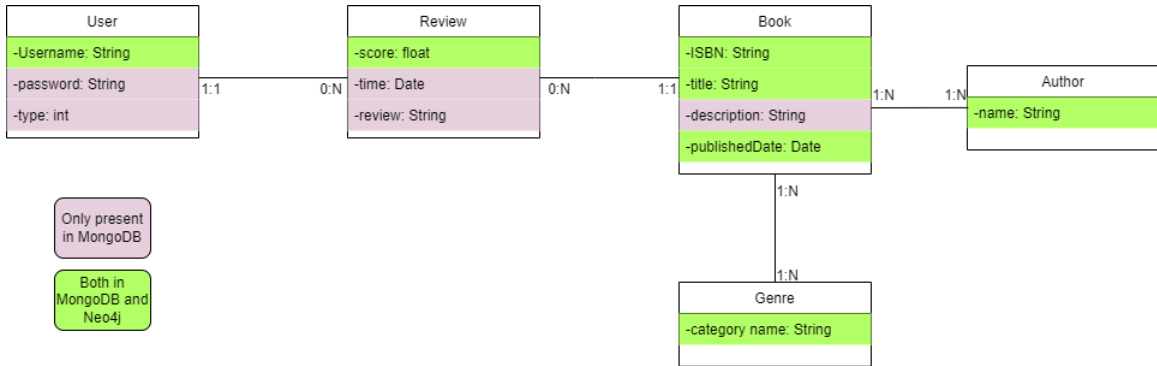 User
-Username: String
-password: String
-type: int
1:1
0:N
Review
-score: float
-time: Date
-review: String
0:N
1:1
Book
-ISBN: String
-title: String
-description: String
-publishedDate: Date
1:N
1:N
Author
-name: String
1:N
1:N
Genre
-category name: String
Only present
in MongoDB
Both in
MongoDB and
Neo4j